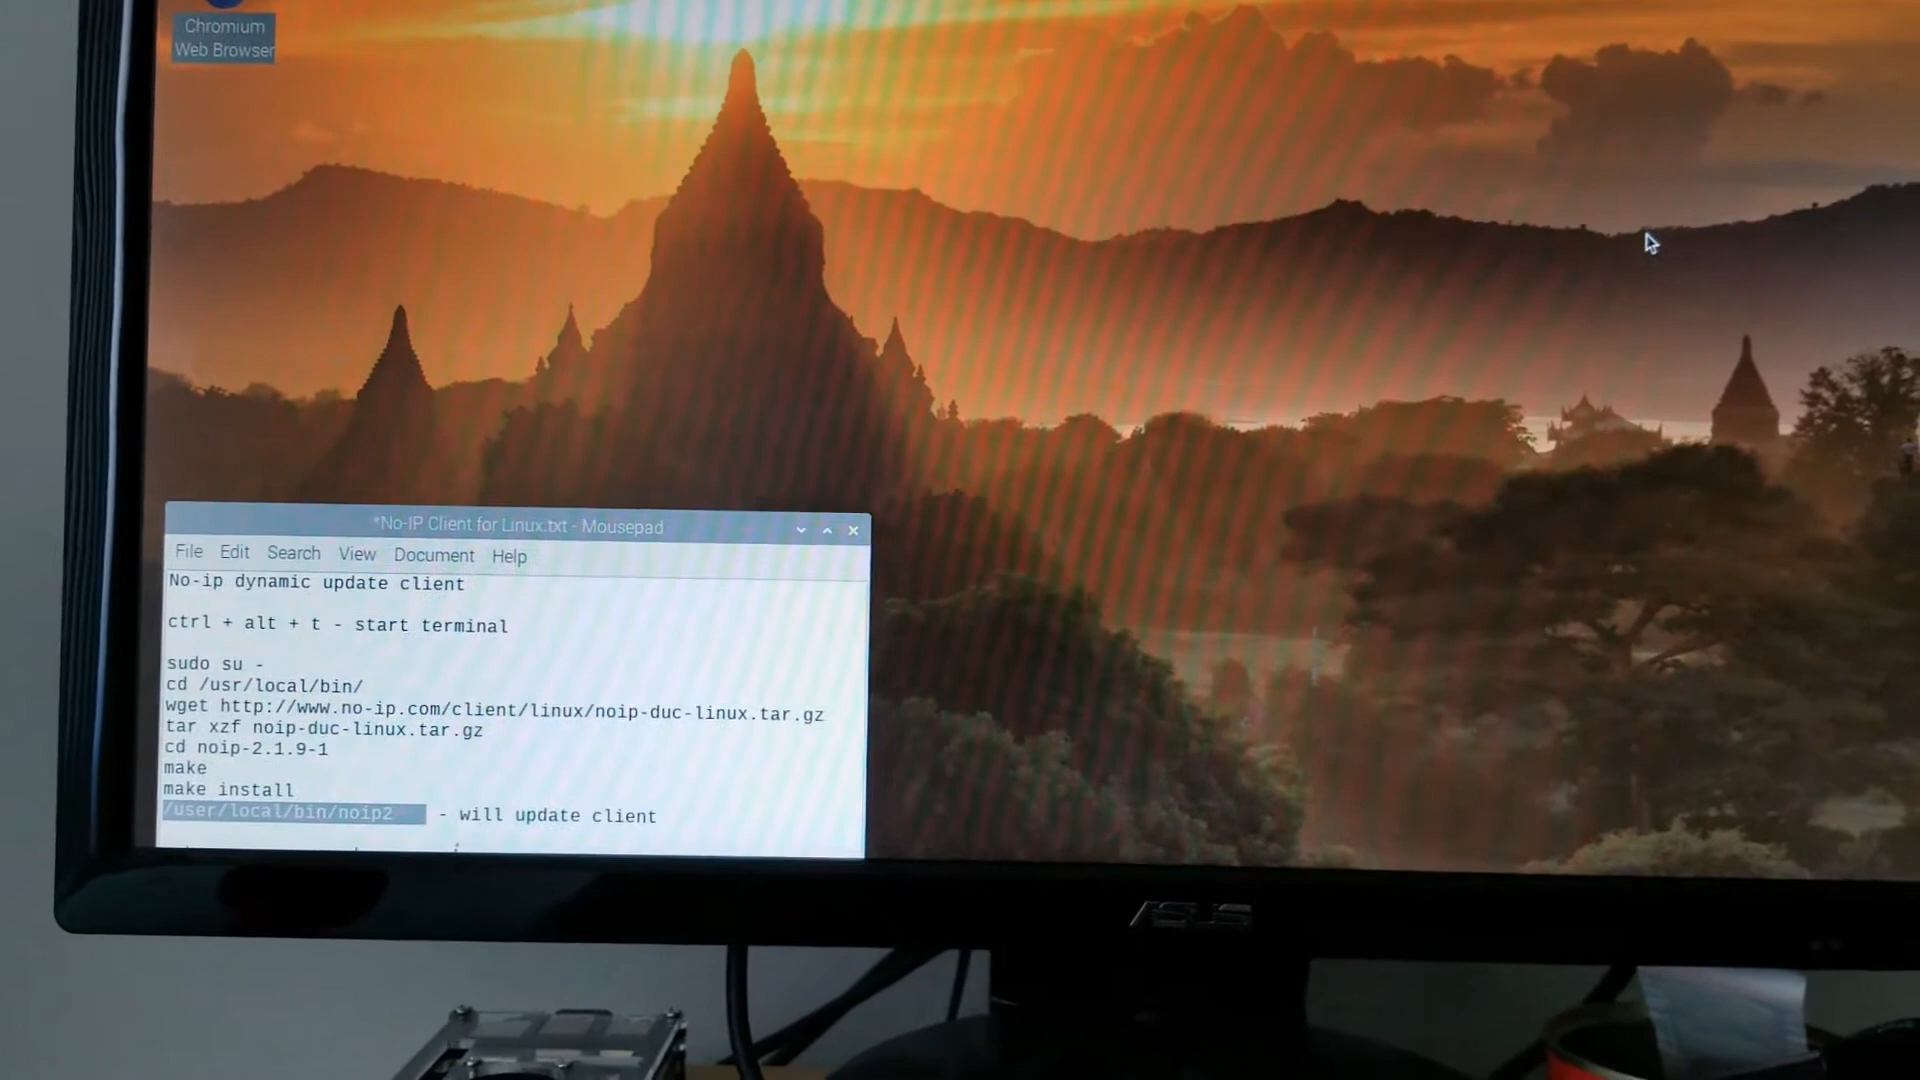 Chromium
Web Browser
*No-IP Client for Linux.txt - Mousepad
File Edit Search View Document Help
No-ip dynamic update client
ctrl + alt + t - start terminal
sudo su -
cd /usr/local/bin/
wget http://www.no-ip.com/client/linux/noip-duc-linux.tar.gz
tar xzf noip-duc-linux.tar.gz
cd noip-2.1.9-1
make
make install
/user/local/bin/noip2 - will update client
ASUS